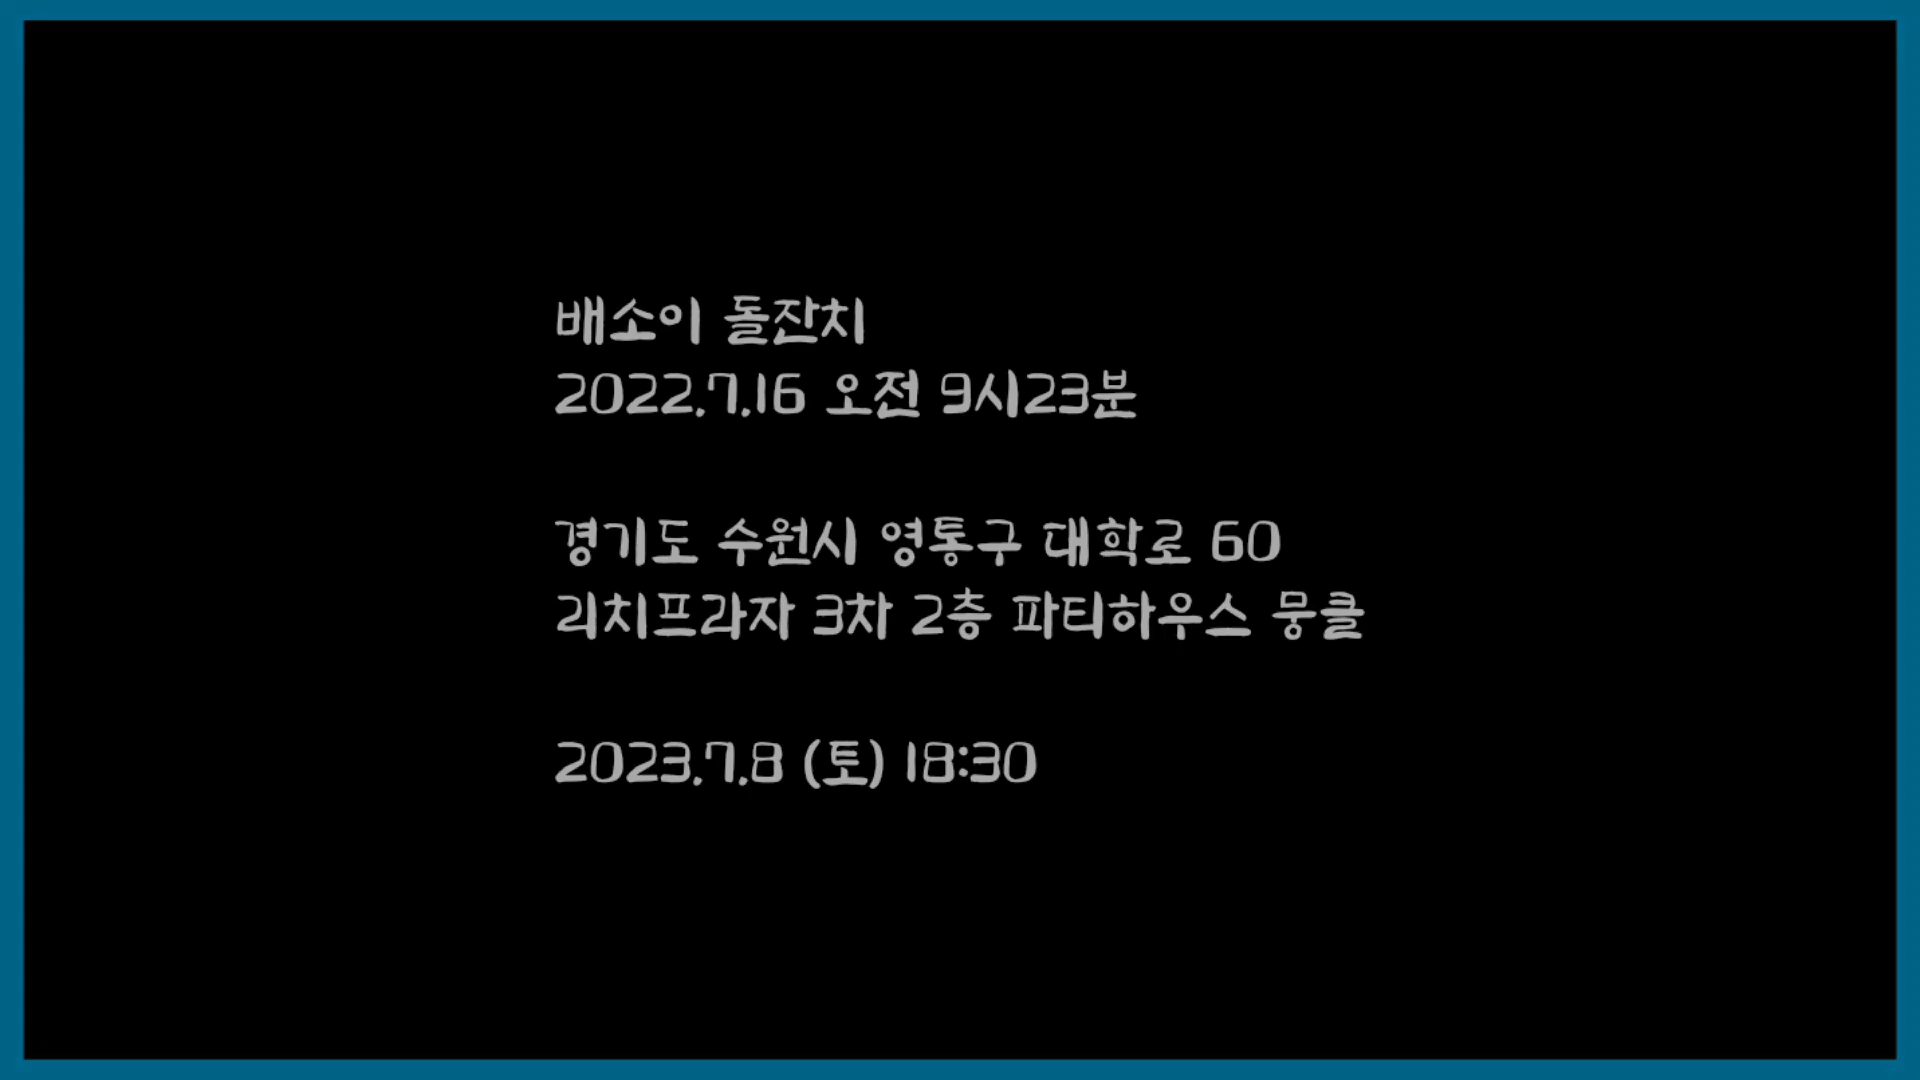 배소이 돌잔치
2022.7.16 오전 9시23분
경기도 수원시 영통구 대학로 60
리치프라자 3차 2층 파티하우스 뭉클
2023.7.8 (토) 18:30